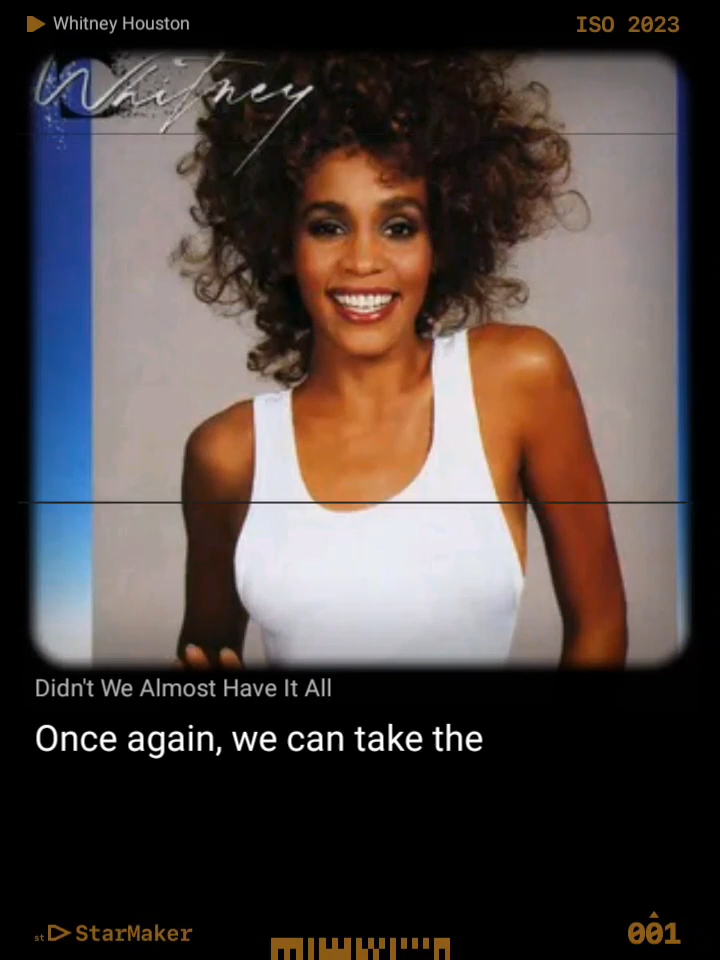 Whitney Houston
ISO 2023
Whitney
Didn't We Almost Have It All
Once again, we can take the
st StarMaker
001